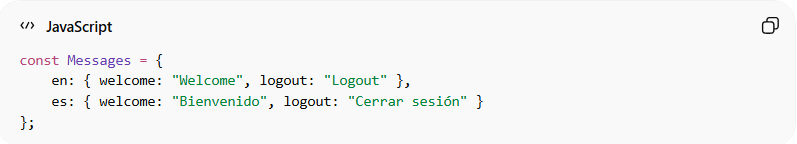 JavaScript
const Messages = {
    en: { welcome: "Welcome", logout: "Logout" },
    es: { welcome: "Bienvenido", logout: "Cerrar sesión" }
};